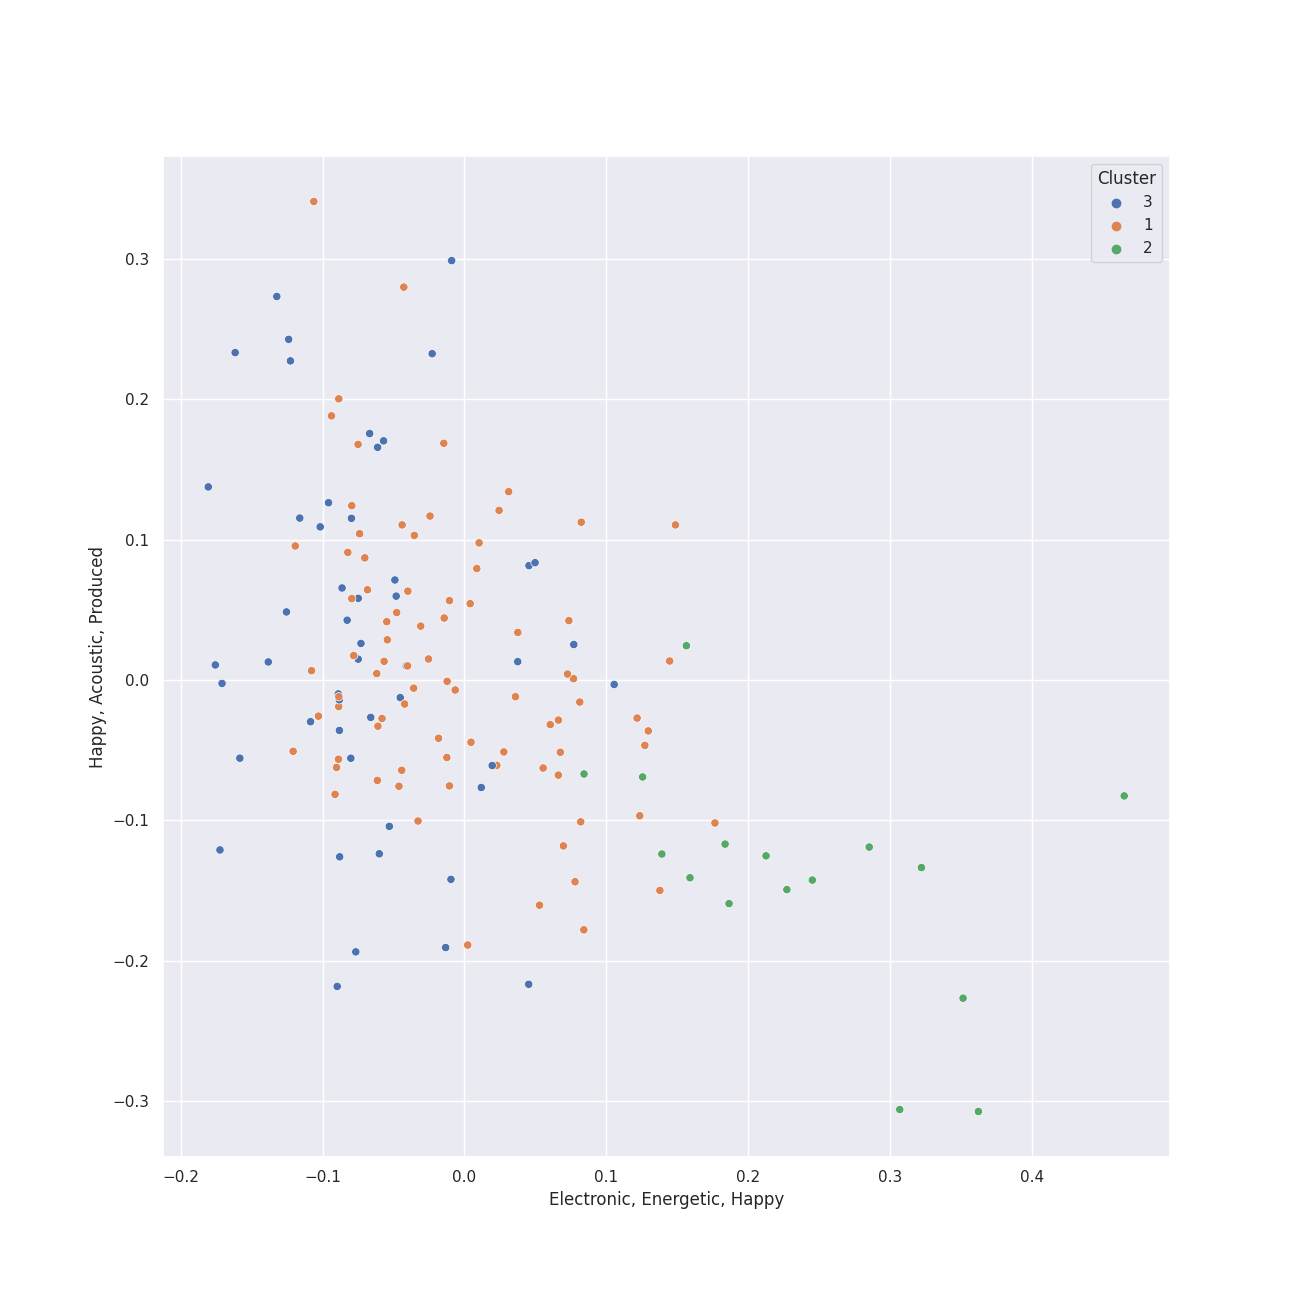 Cluster
3
1
2
0.3
0.2
0.1
0.0
−0.1
−0.2
−0.3
Happy, Acoustic, Produced
−0.2 −0.1 0.0 0.1 0.2 0.3 0.4
Electronic, Energetic, Happy